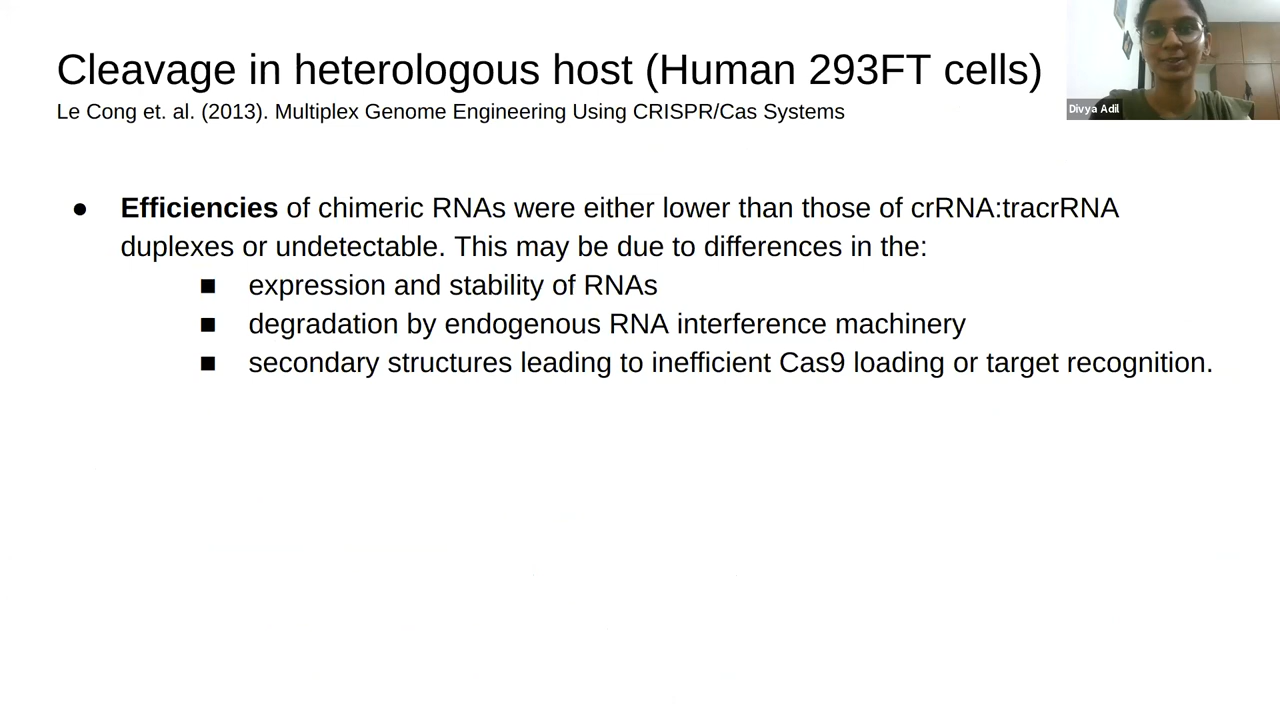 Cleavage in heterologous host (Human 293FT cells)
Le Cong et. al. (2013). Multiplex Genome Engineering Using CRISPR/Cas Systems
Divya Adil
● Efficiencies of chimeric RNAs were either lower than those of crRNA:tracrRNA
duplexes or undetectable. This may be due to differences in the:
■ expression and stability of RNAs
■ degradation by endogenous RNA interference machinery
■ secondary structures leading to inefficient Cas9 loading or target recognition.